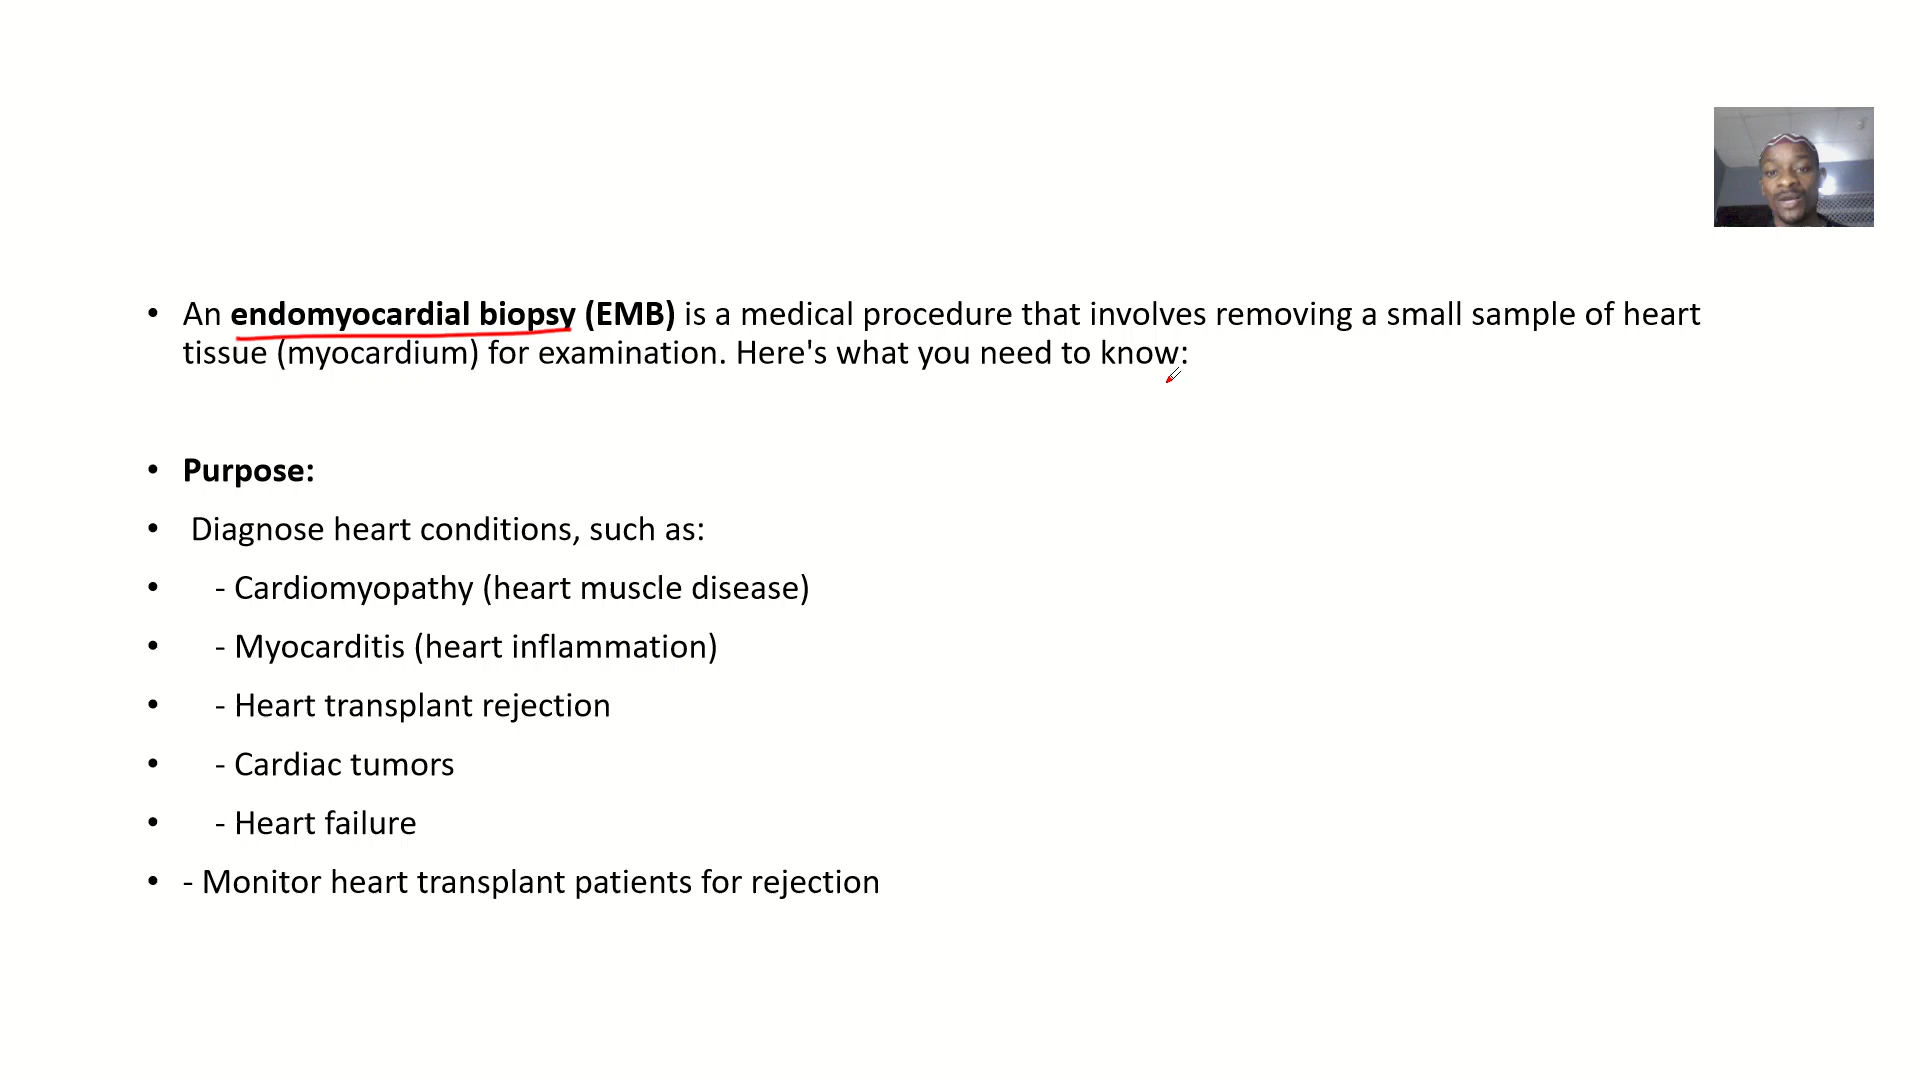 • An endomyocardial biopsy (EMB) is a medical procedure that involves removing a small sample of heart
tissue (myocardium) for examination. Here's what you need to know:
• Purpose:
• Diagnose heart conditions, such as:
• - Cardiomyopathy (heart muscle disease)
• - Myocarditis (heart inflammation)
• - Heart transplant rejection
• - Cardiac tumors
• - Heart failure
• - Monitor heart transplant patients for rejection